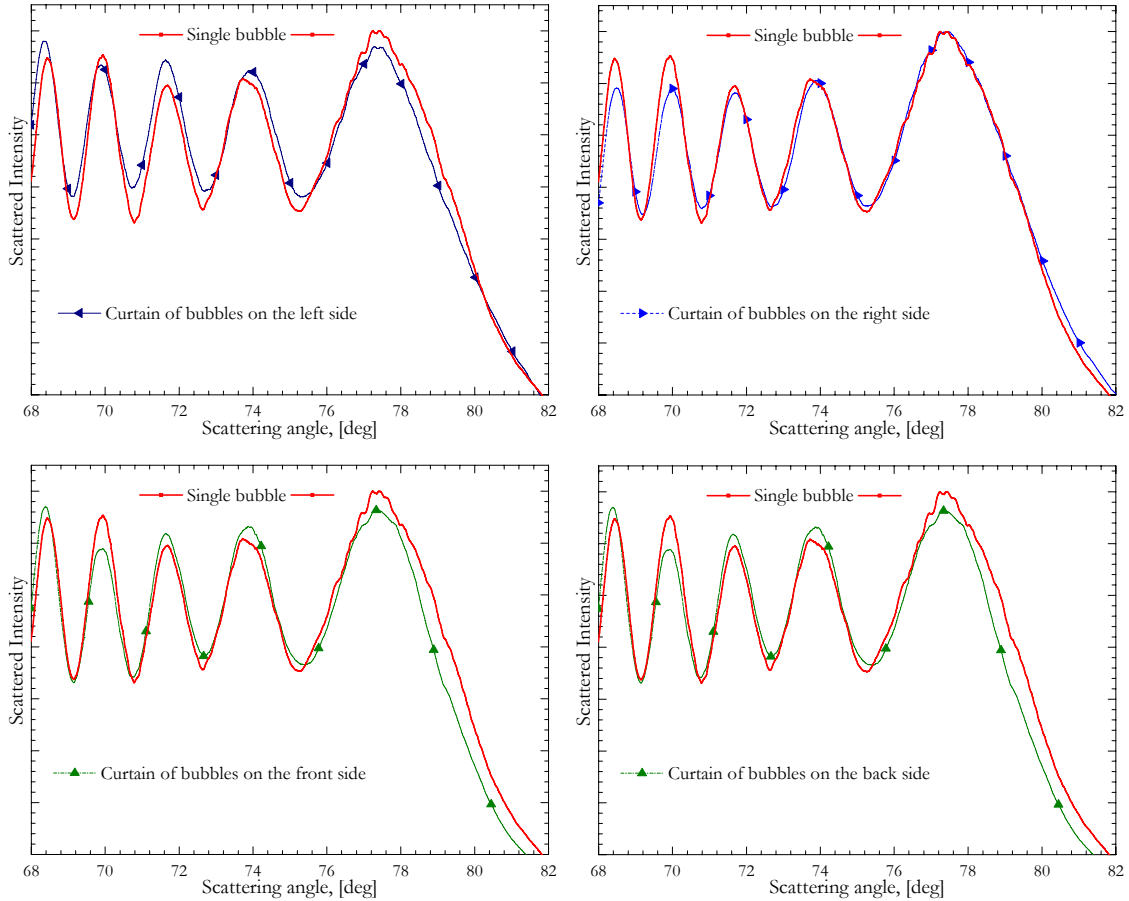 Single bubble
Scattered Intensity
Curtain of bubbles on the left side
68 70 72 74 76 78 80 82
Scattering angle, [deg]
Single bubble
Scattered Intensity
Curtain of bubbles on the right side
68 70 72 74 76 78 80 82
Scattering angle, [deg]
Single bubble
Scattered Intensity
Curtain of bubbles on the front side
68 70 72 74 76 78 80 82
Scattering angle, [deg]
Single bubble
Scattered Intensity
Curtain of bubbles on the back side
68 70 72 74 76 78 80 82
Scattering angle, [deg]